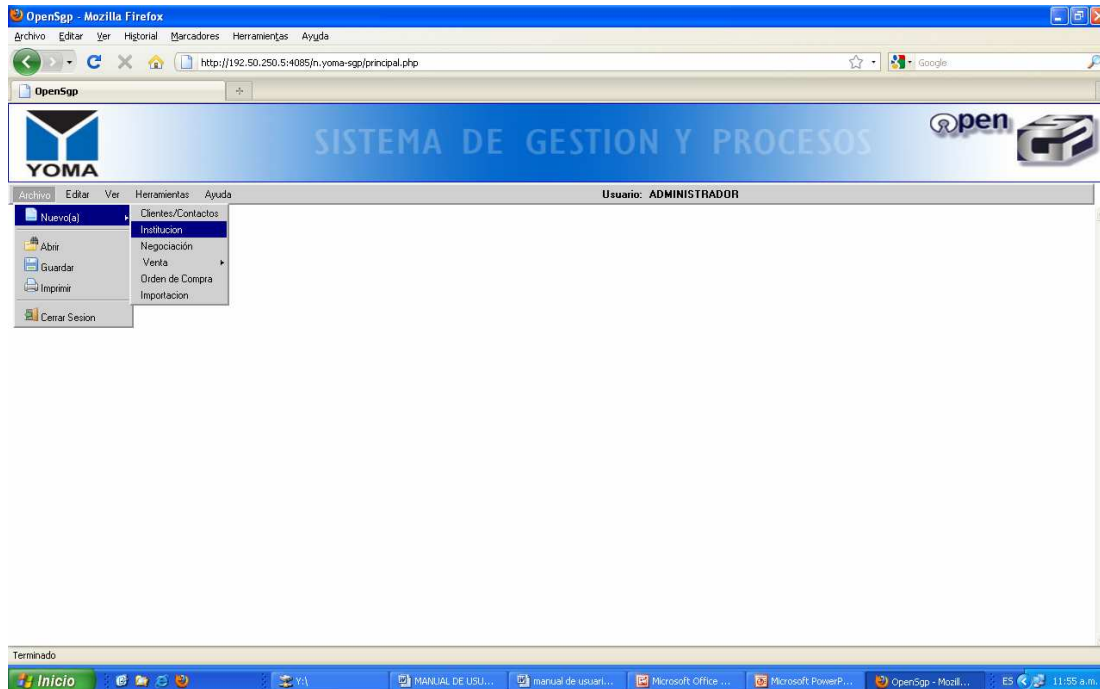 OpenSgp - Mozilla Firefox
Archivo Editar Ver Historial Marcadores Herramientas Ayuda
http://192.50.250.5:4085/n.yoma-sgp/principal.php
Google
OpenSgp
YOMA
SISTEMA DE GESTION Y PROCESOS
open
Archivo Editar Ver Herramientas Ayuda
Usuario: ADMINISTRADOR
Nuevo(a)
Abrir
Guardar
Imprimir
Cerrar Sesion
Clientes/Contactos
Institucion
Negociación
Venta
Orden de Compra
Importacion
Terminado
Inicio
Y:\
MANUAL DE USU...
manual de usuari...
Microsoft Office ...
Microsoft PowerP...
OpenSgp - Mozill...
ES
11:55 a.m.